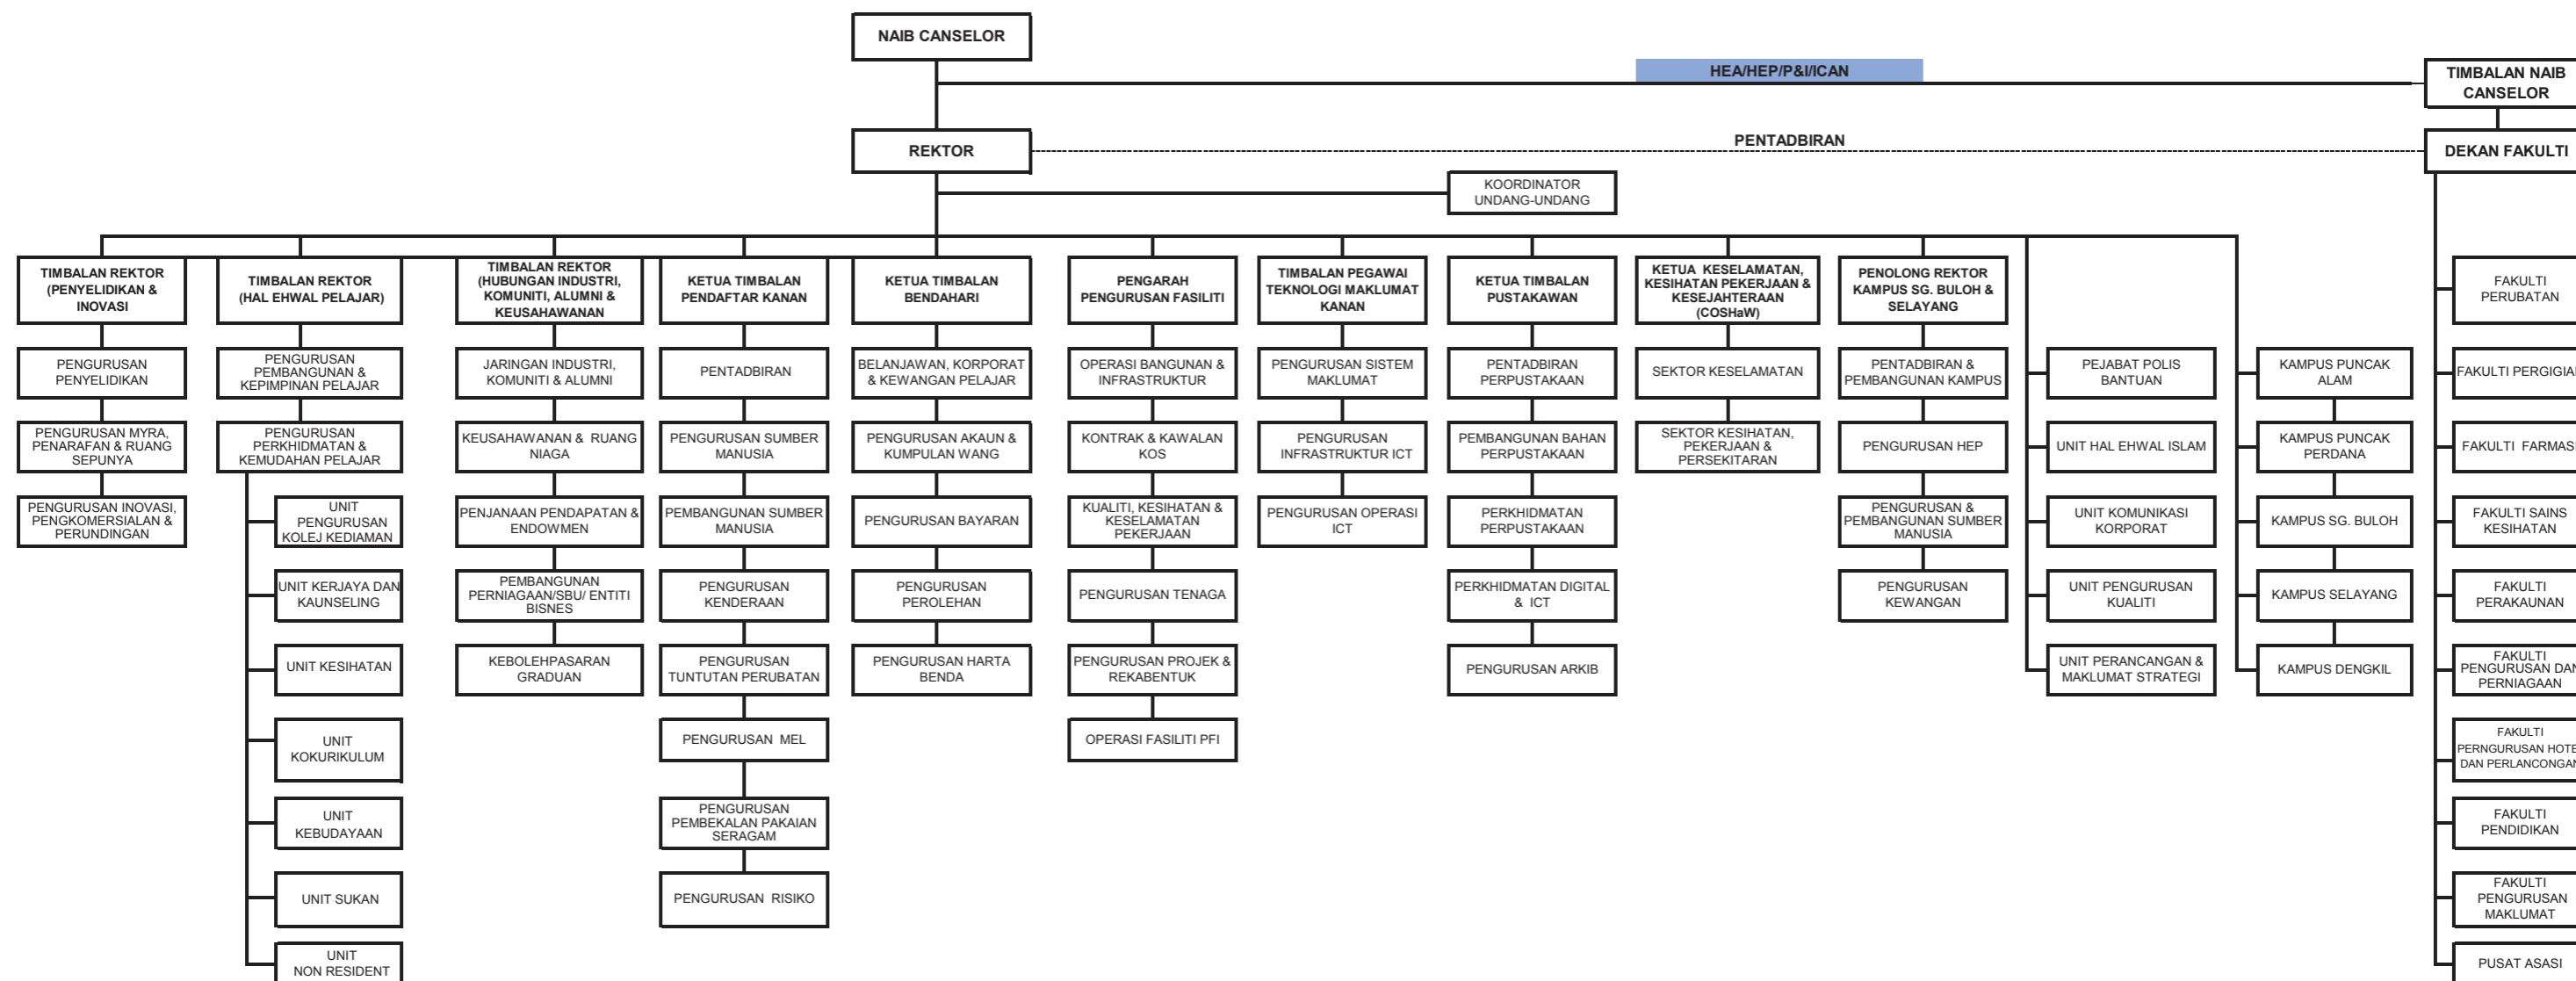 NAIB CANSELOR
HEA/HEP/P&I/ICAN
TIMBALAN NAIB
CANSELOR
REKTOR
PENTADBIRAN
DEKAN FAKULTI
KOORDINATOR
UNDANG-UNDANG
TIMBALAN REKTOR
(PENYELIDIKAN &
INOVASI
PENGURUSAN
PENYELIDIKAN
PENGURUSAN MYRA,
PENARAFAN & RUANG
SEPUNYA
PENGURUSAN INOVASI,
PENGKOMERSIALAN &
PERUNDINGAN
TIMBALAN REKTOR
(HAL EHWAL PELAJAR)
PENGURUSAN
PEMBANGUNAN &
KEPIMPINAN PELAJAR
PENGURUSAN
PERKHIDMATAN &
KEMUDAHAN PELAJAR
UNIT
PENGURUSAN
KOLEJ KEDIAMAN
UNIT KERJAYA DAN
KAUNSELING
UNIT KESIHATAN
UNIT
KOKURIKULUM
UNIT
KEBUDAYAAN
UNIT SUKAN
UNIT
NON RESIDENT
TIMBALAN REKTOR
(HUBUNGAN INDUSTRI,
KOMUNITI, ALUMNI &
KEUSAHAWANAN
JARINGAN INDUSTRI,
KOMUNITI & ALUMNI
KEUSAHAWANAN & RUANG
NIAGA
PENJANAAN PENDAPATAN &
ENDOWMEN
PEMBANGUNAN
PERNIAGAAN/SBU/ ENTITI
BISNES
KEBOLEHPASARAN
GRADUAN
KETUA TIMBALAN
PENDAFTAR KANAN
PENTADBIRAN
PENGURUSAN SUMBER
MANUSIA
PEMBANGUNAN SUMBER
MANUSIA
PENGURUSAN
KENDERAAN
PENGURUSAN
TUNTUTAN PERUBATAN
PENGURUSAN MEL
PENGURUSAN
PEMBEKALAN PAKAIAN
SERAGAM
PENGURUSAN RISIKO
KETUA TIMBALAN
BENDAHARI
BELANJAWAN, KORPORAT
& KEWANGAN PELAJAR
PENGURUSAN AKAUN &
KUMPULAN WANG
PENGURUSAN BAYARAN
PENGURUSAN
PEROLEHAN
PENGURUSAN HARTA
BENDA
PENGARAH
PENGURUSAN FASILITI
OPERASI BANGUNAN &
INFRASTRUKTUR
KONTRAK & KAWALAN
KOS
KUALITI, KESIHATAN &
KESELAMATAN
PEKERJAAN
PENGURUSAN TENAGA
PENGURUSAN PROJEK &
REKABENTUK
OPERASI FASILITI PFI
TIMBALAN PEGAWAI
TEKNOLOGI MAKLUMAT
KANAN
PENGURUSAN SISTEM
MAKLUMAT
PENGURUSAN
INFRASTRUKTUR ICT
PENGURUSAN OPERASI
ICT
KETUA TIMBALAN
PUSTAKAWAN
PENTADBIRAN
PERPUSTAKAAN
PEMBANGUNAN BAHAN
PERPUSTAKAAN
PERKHIDMATAN
PERPUSTAKAAN
PERKHIDMATAN DIGITAL
& ICT
PENGURUSAN ARKIB
KETUA KESELAMATAN,
KESIHATAN PEKERJAAN &
KESEJAHTERAAN
(COSHaW)
SEKTOR KESELAMATAN
SEKTOR KESIHATAN,
PEKERJAAN &
PERSEKITARAN
PENOLONG REKTOR
KAMPUS SG. BULOH &
SELAYANG
PENTADBIRAN &
PEMBANGUNAN KAMPUS
PENGURUSAN HEP
PENGURUSAN &
PEMBANGUNAN SUMBER
MANUSIA
PENGURUSAN
KEWANGAN
PEJABAT POLIS
BANTUAN
UNIT HAL EHWAL ISLAM
UNIT KOMUNIKASI
KORPORAT
UNIT PENGURUSAN
KUALITI
UNIT PERANCANGAN &
MAKLUMAT STRATEGI
KAMPUS PUNCAK
ALAM
KAMPUS PUNCAK
PERDANA
KAMPUS SG. BULOH
KAMPUS SELAYANG
KAMPUS DENGKIL
FAKULTI
PERUBATAN
FAKULTI PERGIGIA
FAKULTI FARMAS
FAKULTI SAINS
KESIHATAN
FAKULTI
PERAKAUNAN
FAKULTI
PENGURUSAN DAN
PERNIAGAAN
FAKULTI
PERNGURUSAN HOTE
DAN PERLANCONGAN
FAKULTI
PENDIDIKAN
FAKULTI
PENGURUSAN
MAKLUMAT
PUSAT ASASI